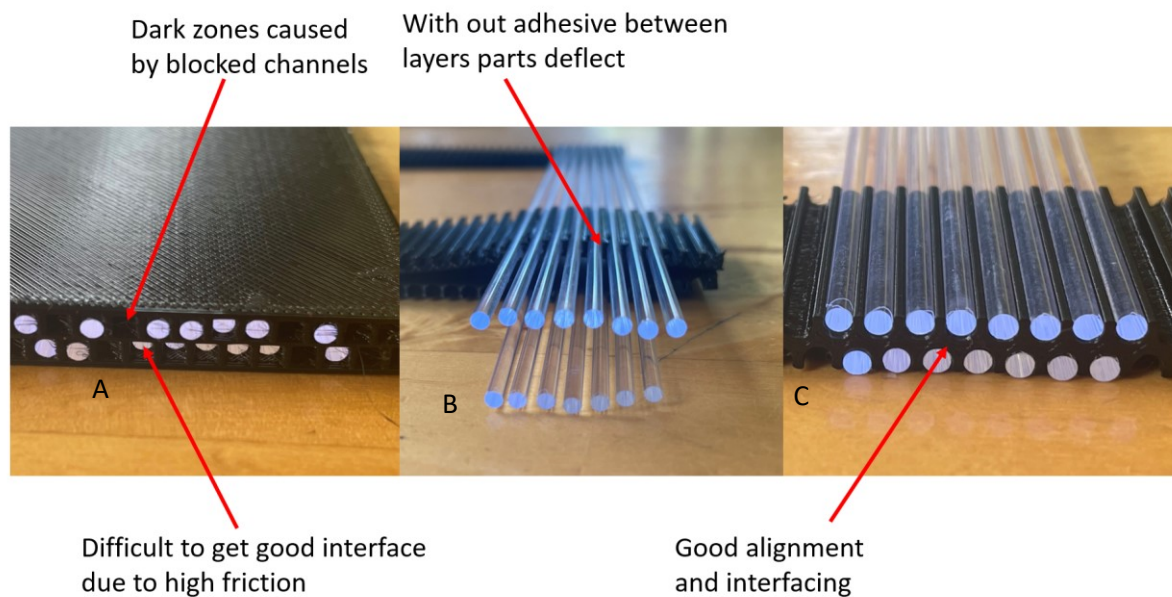 Dark zones caused
by blocked channels
With out adhesive between
layers parts deflect
A
B
C
Difficult to get good interface
due to high friction
Good alignment
and interfacing